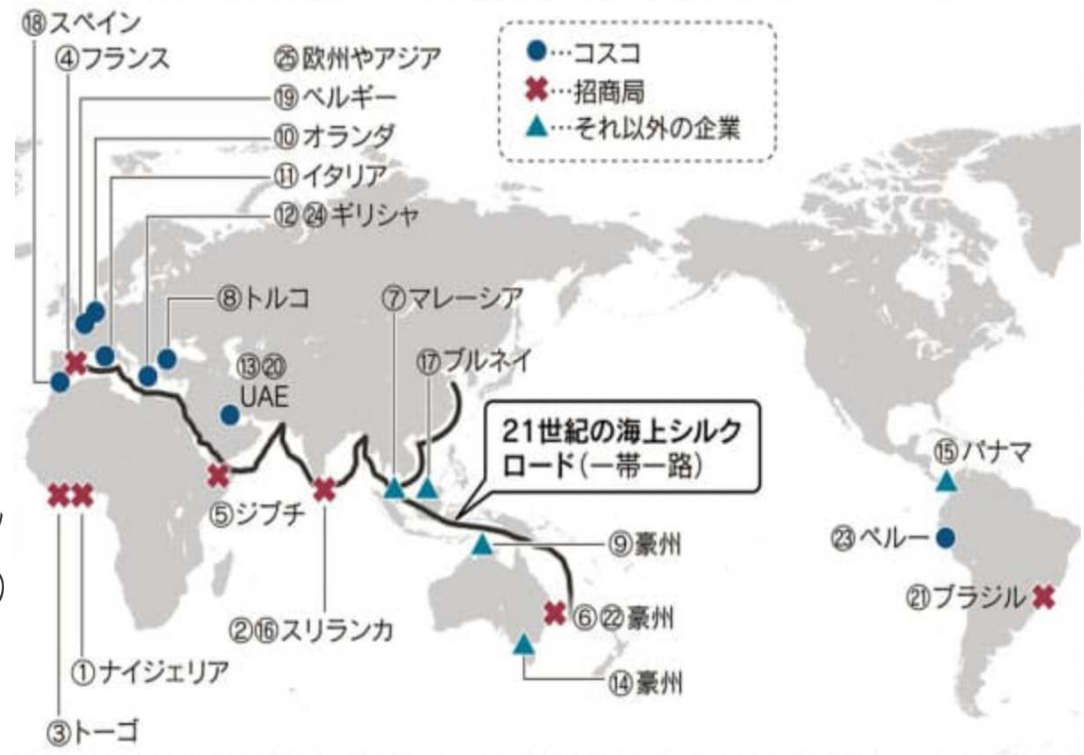 ⑱スペイン
④フランス
㉕欧州やアジア
⑲ベルギー
⑩オランダ
⑪イタリア
⑫㉔ギリシャ
●…コスコ
✖…招商局
▲…それ以外の企業
⑧トルコ
⑦マレーシア
⑬⑳
UAE
⑰ブルネイ
21世紀の海上シルク
ロード(一帯一路)
⑮パナマ
⑤ジブチ
⑨豪州
㉓ペルー
②⑯スリランカ
⑥㉒豪州
㉑ブラジル
①ナイジェリア
⑭豪州
③トーゴ